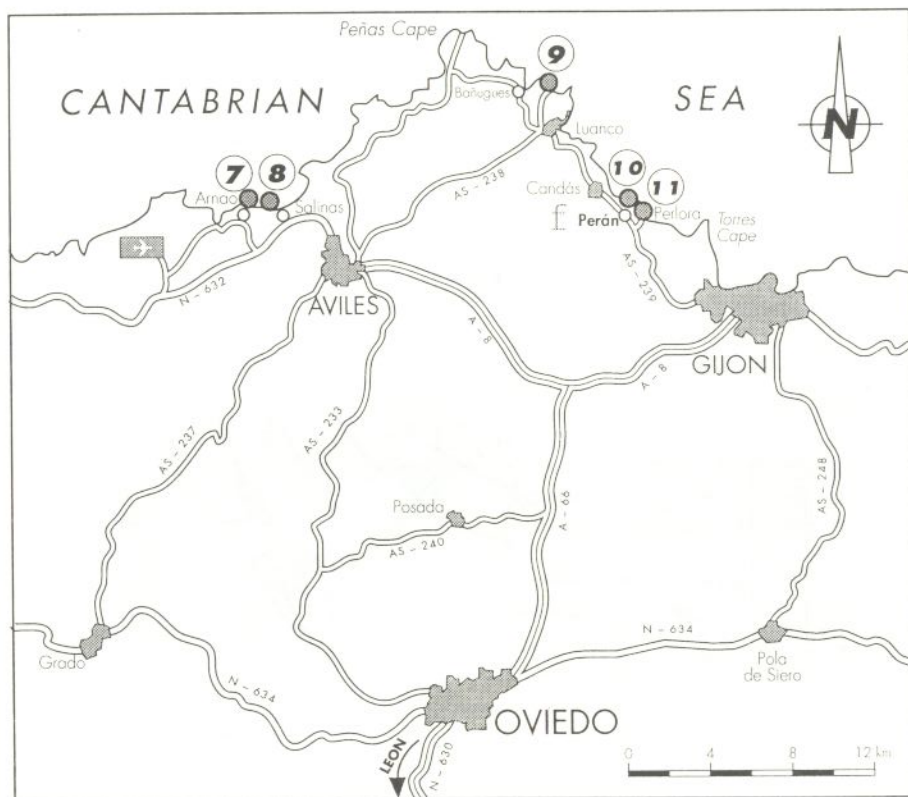 Peñas Cape
9
CANTABRIAN
SEA
Bañugues
N
Luanco
AS - 238
7
8
10
11
Arnao
Salinas
Candás
Perán
Perlora
Torres
Cape
f
N - 632
AVILES
AS - 239
A - 8
GIJON
A - 8
AS - 237
AS - 233
AS - 248
Posada
A - 66
AS - 240
Grado
N - 634
N - 634
Pola
de Siero
OVIEDO
LEON
N - 630
0 4 8 12 km